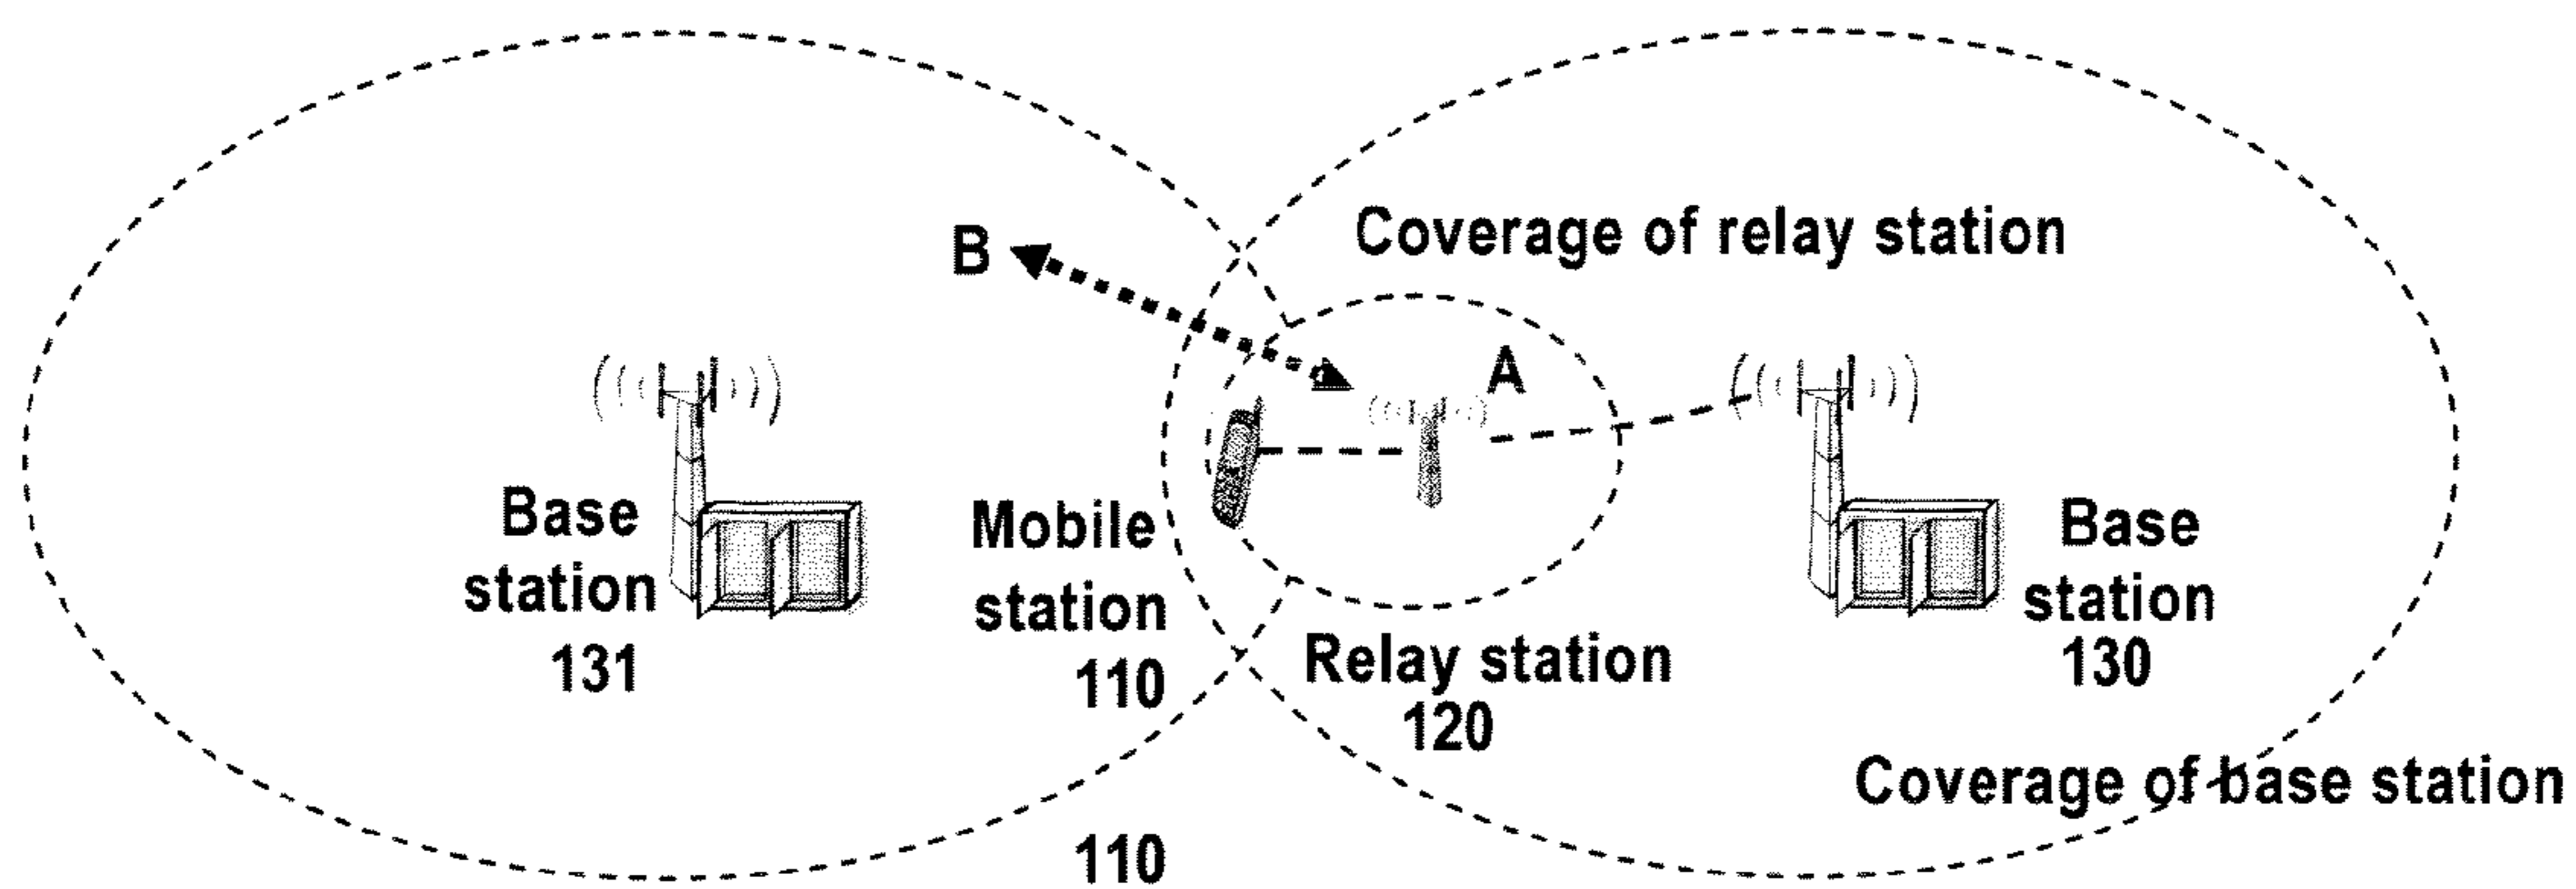 Coverage of relay station
B
A
Base
station
131
Mobile
station
110
Relay station
120
Base
station
130
Coverage of base station
110